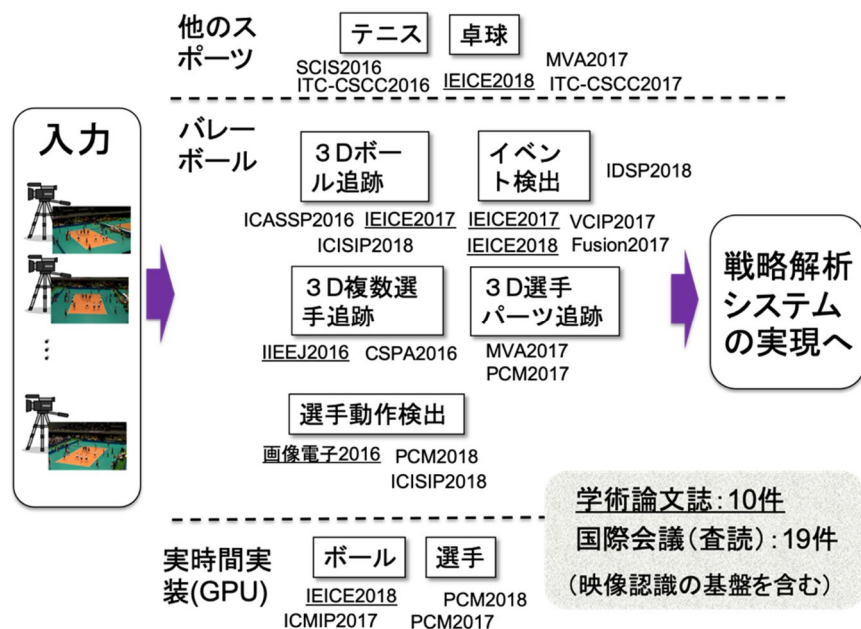 他のス
ポーツ
テニス
卓球
SCIS2016
ITC-CSCC2016
IEICE2018
MVA2017
ITC-CSCC2017
入力
バレー
ボール
3Dボー
ル追跡
イベン
ト検出
IDSP2018
ICASSP2016
IEICE2017
ICISIP2018
IEICE2017
VCIP2017
IEICE2018
Fusion2017
3D複数選
手追跡
3D選手
パーツ追跡
IIEEJ2016
CSPA2016
MVA2017
PCM2017
選手動作検出
画像電子2016
PCM2018
ICISIP2018
戦略解析
システム
の実現へ
実時間実
装(GPU)
ボール
選手
IEICE2018
ICMIP2017
PCM2018
PCM2017
学術論文誌:10件
国際会議(査読):19件
(映像認識の基盤を含む)